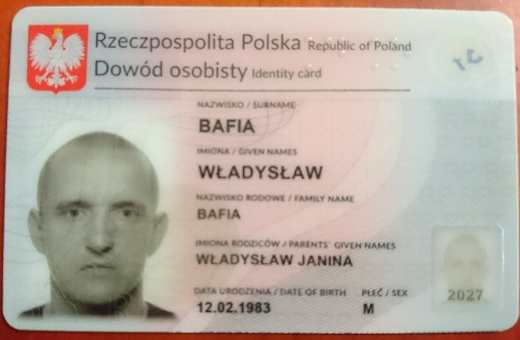 Rzeczpospolita Polska Republic of Poland
Dowód osobisty Identity card
NAZWISKO / SURNAME
BAFIA
IMIONA / GIVEN NAMES
WŁADYSŁAW
NAZWISKO RODOWE / FAMILY NAME
BAFIA
IMIONA RODZICÓW / PARENTS' GIVEN NAMES
WŁADYSŁAW JANINA
DATA URODZENIA / DATE OF BIRTH PŁEĆ / SEX
12.02.1983 M
2027